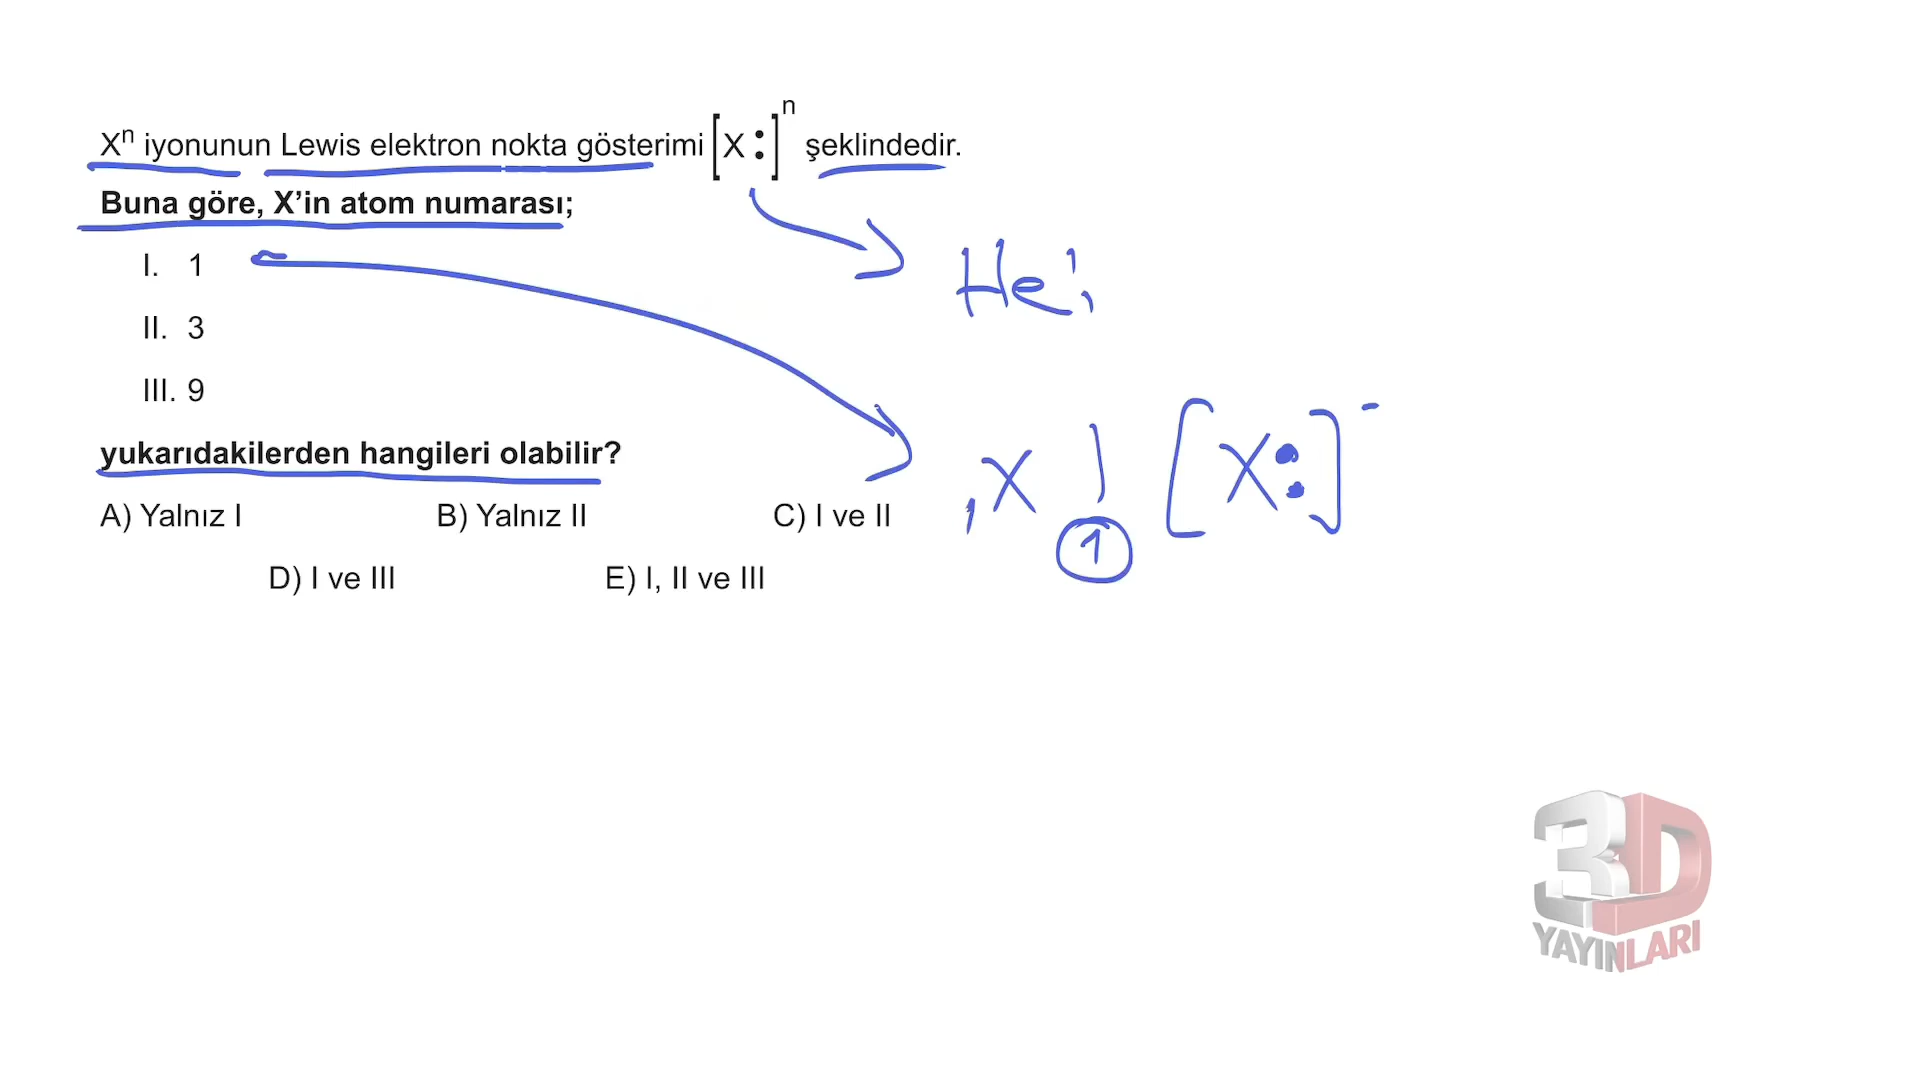 Xⁿ iyonunun Lewis elektron nokta gösterimi [X:]ⁿ şeklindedir.
Buna göre, X’in atom numarası;
I. 1
II. 3
III. 9
yukarıdakilerden hangileri olabilir?
A) Yalnız I B) Yalnız II C) I ve II
D) I ve III E) I, II ve III
He:
₁X ) [X:]⁻
1
3D
YAYINLARI